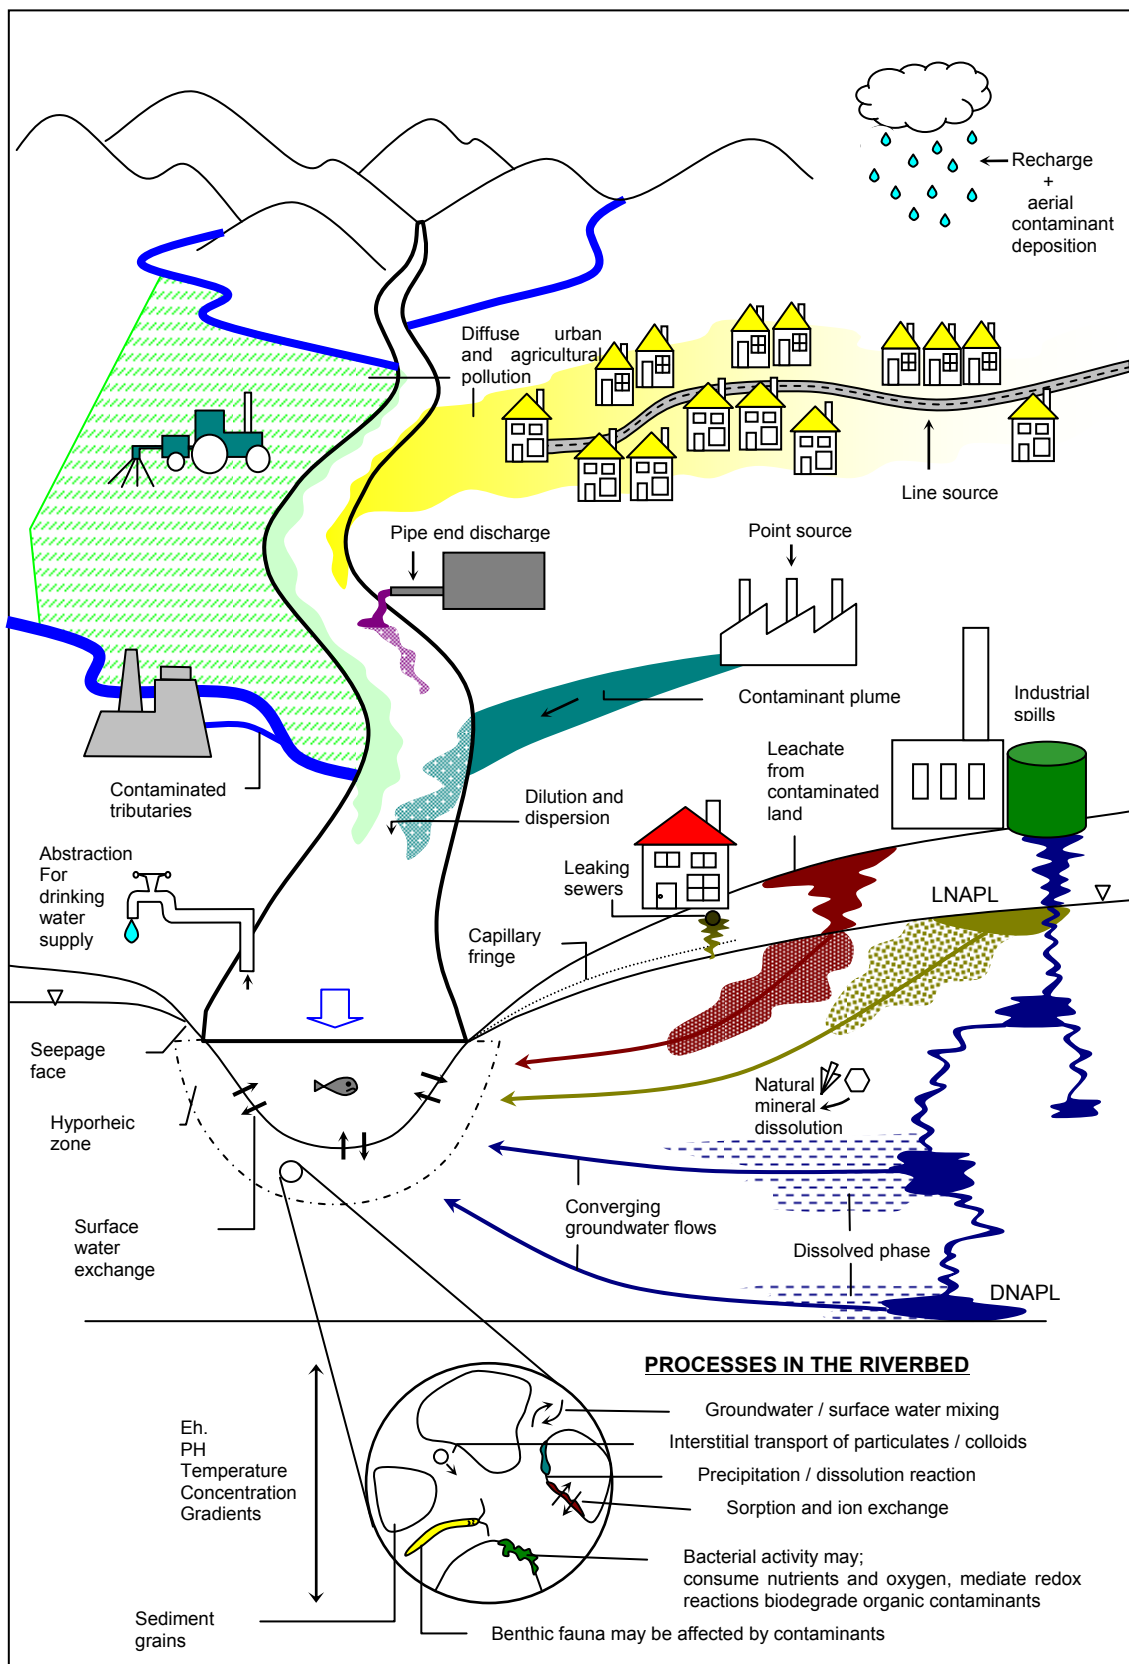 Recharge
+
aerial
contaminant
deposition
Diffuse urban
and agricultural
pollution
Line source
Pipe end discharge
Point source
Contaminant plume
Industrial
spills
Leachate
from
contaminated
land
Contaminated
tributaries
Dilution and
dispersion
Abstraction
For
drinking
water
supply
Leaking
sewers
LNAPL
Capillary
fringe
Seepage
face
Hyporheic
zone
Natural
mineral
dissolution
Surface
water
exchange
Converging
groundwater flows
Dissolved phase
DNAPL
PROCESSES IN THE RIVERBED
Groundwater / surface water mixing
Interstitial transport of particulates / colloids
Precipitation / dissolution reaction
Sorption and ion exchange
Eh.
PH
Temperature
Concentration
Gradients
Bacterial activity may;
consume nutrients and oxygen, mediate redox
reactions biodegrade organic contaminants
Sediment
grains
Benthic fauna may be affected by contaminants